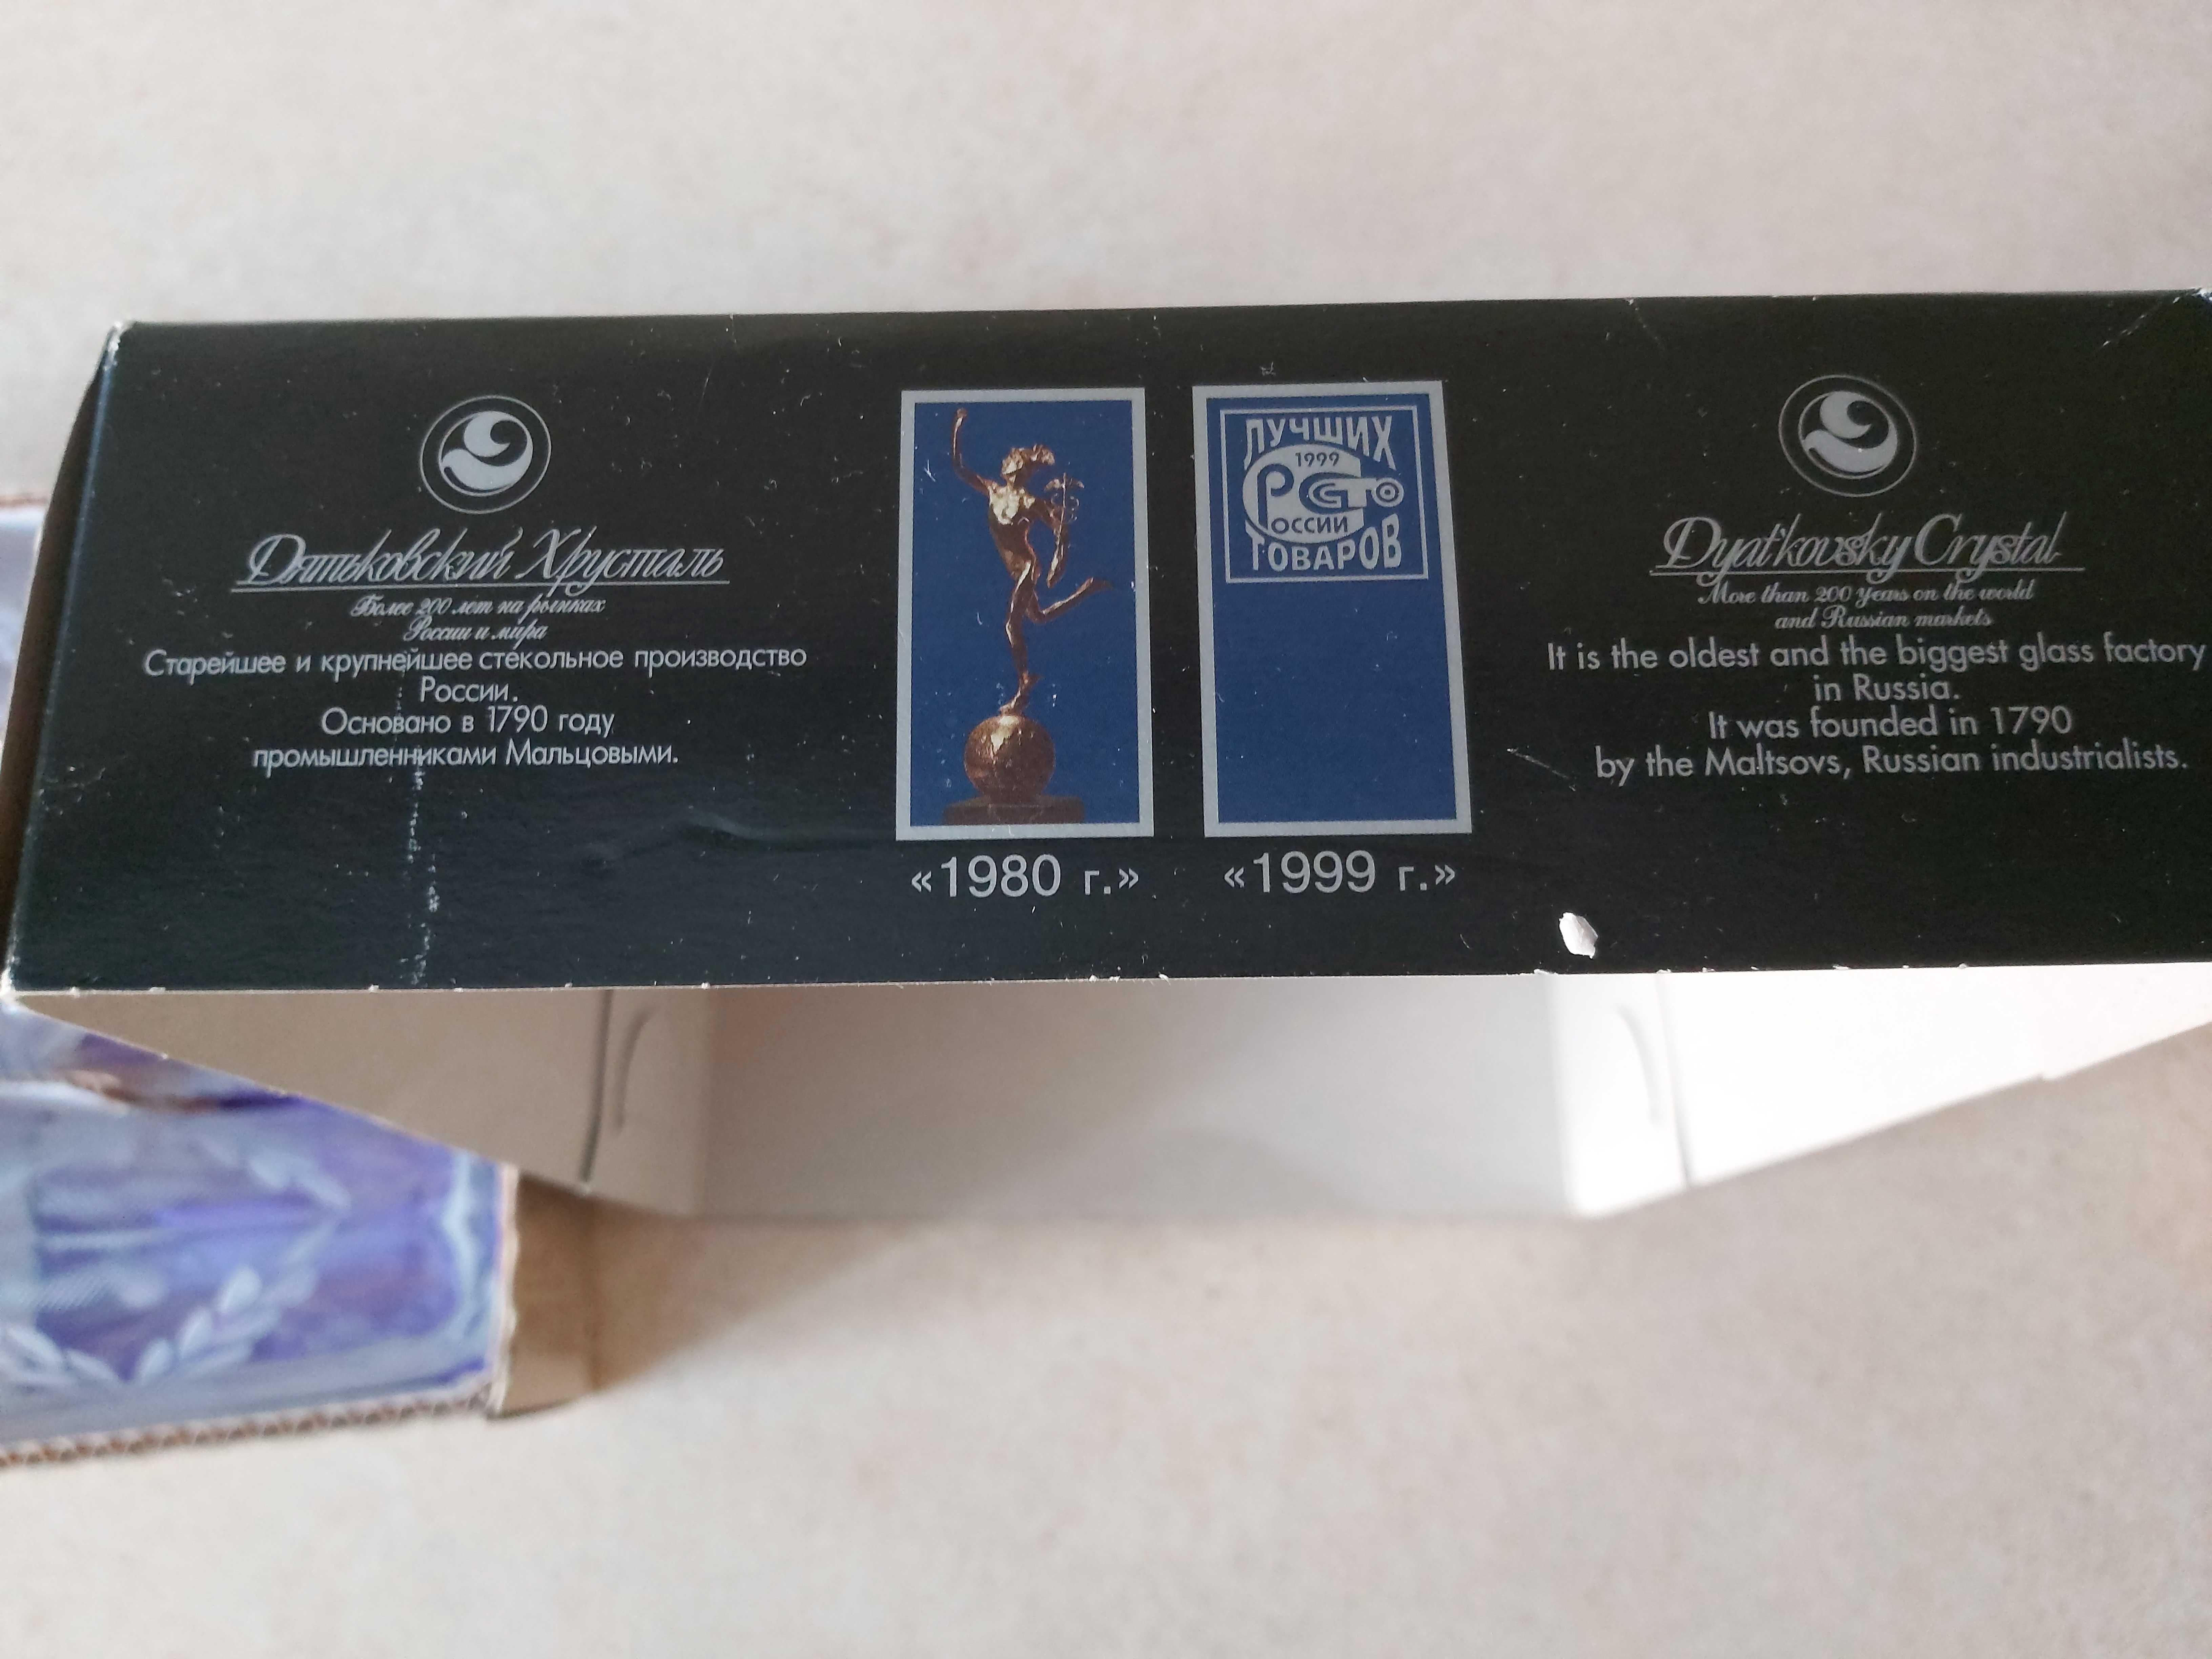 Дятьковский Хрусталь
Более 200 лет на рынках
России и мира
Старейшее и крупнейшее стекольное производство
России.
Основано в 1790 году
промышленниками Мальцовыми.
«1980 г.»
ЛУЧШИХ
1999
РОССИИ
ТОВАРОВ
«1999 г.»
Dyat'kovsky Crystal
More than 200 Years on the world
and Russian markets
It is the oldest and the biggest glass factory
in Russia.
It was founded in 1790
by the Maltsovs, Russian industrialists.